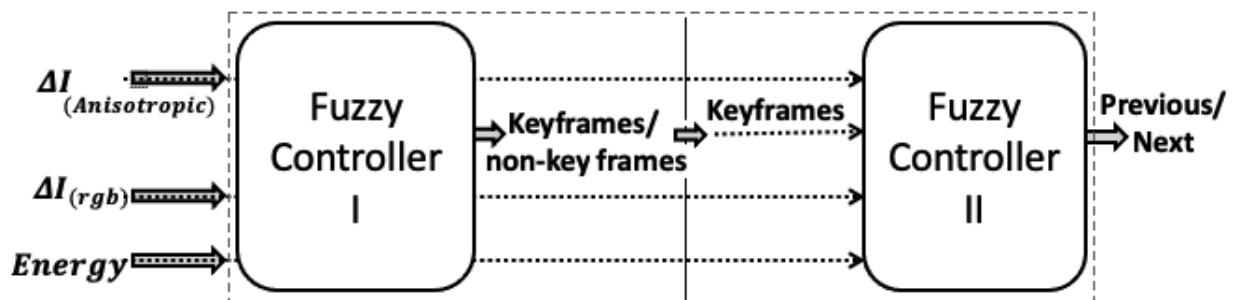 ΔI
(Anisotropic)
ΔI(rgb)
Energy
Fuzzy
Controller
I
Keyframes/
non-key frames
Keyframes
Fuzzy
Controller
II
Previous/
Next